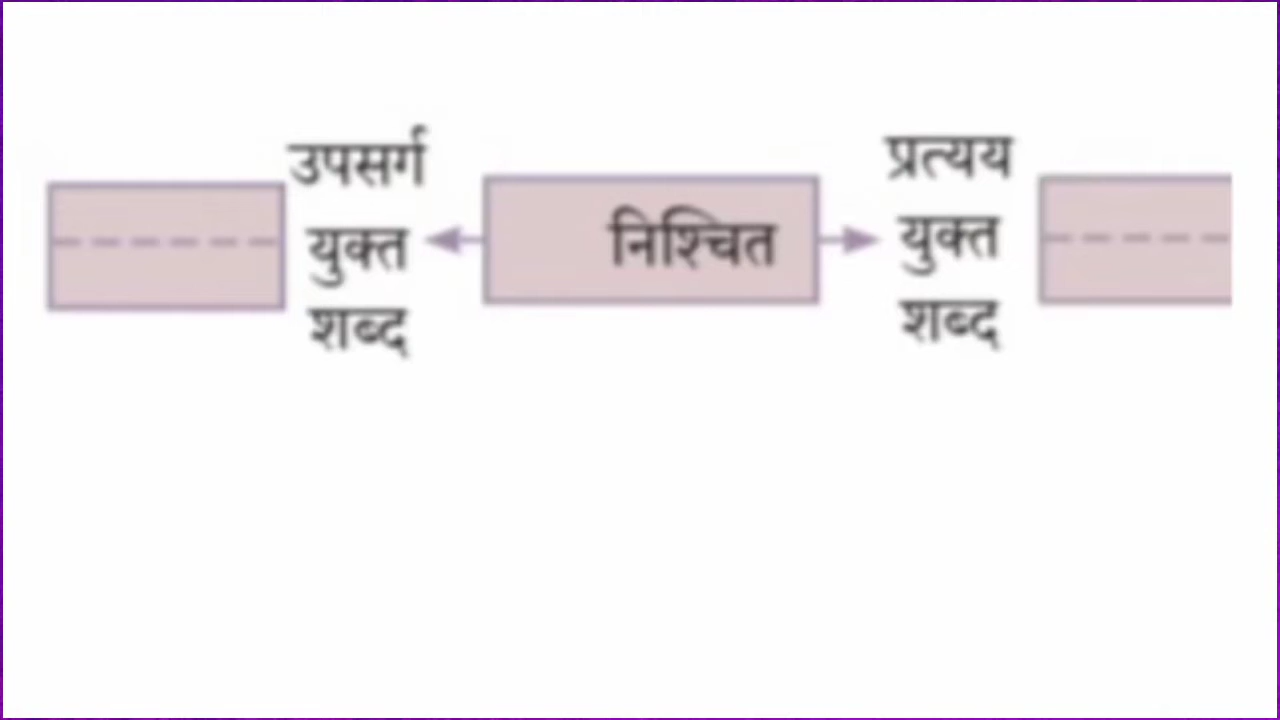 उपसर्ग
युक्त
शब्द
निश्चित
प्रत्यय
युक्त
शब्द